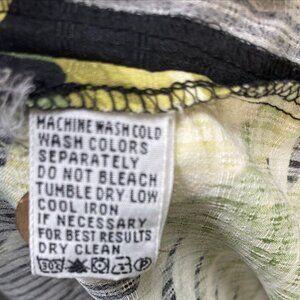 MACHINE WASH COLD
WASH COLORS
SEPARATELY
DO NOT BLEACH
TUMBLE DRY LOW
COOL IRON
IF NECESSARY
FOR BEST RESULTS
DRY CLEAN